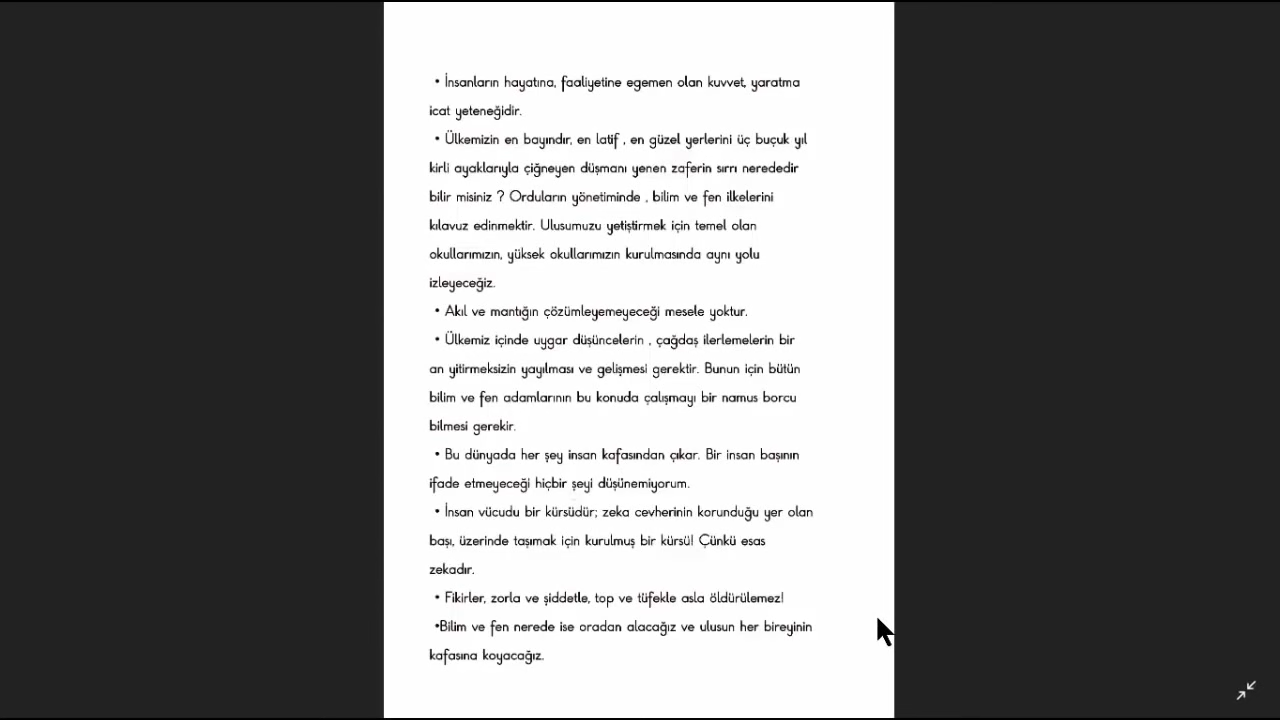 • İnsanların hayatına, faaliyetine egemen olan kuvvet, yaratma
icat yeteneğidir.
• Ülkemizin en bayındır, en latif , en güzel yerlerini üç buçuk yıl
kirli ayaklarıyla çiğneyen düşmanı yenen zaferin sırrı nerededir
bilir misiniz ? Orduların yönetiminde , bilim ve fen ilkelerini
kılavuz edinmektir. Ulusumuzu yetiştirmek için temel olan
okullarımızın, yüksek okullarımızın kurulmasında aynı yolu
izleyeceğiz.
• Akıl ve mantığın çözümleyemeyeceği mesele yoktur.
• Ülkemiz içinde uygar düşüncelerin , çağdaş ilerlemelerin bir
an yitirmeksizin yayılması ve gelişmesi gerektir. Bunun için bütün
bilim ve fen adamlarının bu konuda çalışmayı bir namus borcu
bilmesi gerekir.
• Bu dünyada her şey insan kafasından çıkar. Bir insan başının
ifade etmeyeceği hiçbir şeyi düşünemiyorum.
• İnsan vücudu bir kürsüdür; zeka cevherinin korunduğu yer olan
başı, üzerinde taşımak için kurulmuş bir kürsü! Çünkü esas
zekadır.
• Fikirler, zorla ve şiddetle, top ve tüfekle asla öldürülemez!
•Bilim ve fen nerede ise oradan alacağız ve ulusun her bireyinin
kafasına koyacağız.